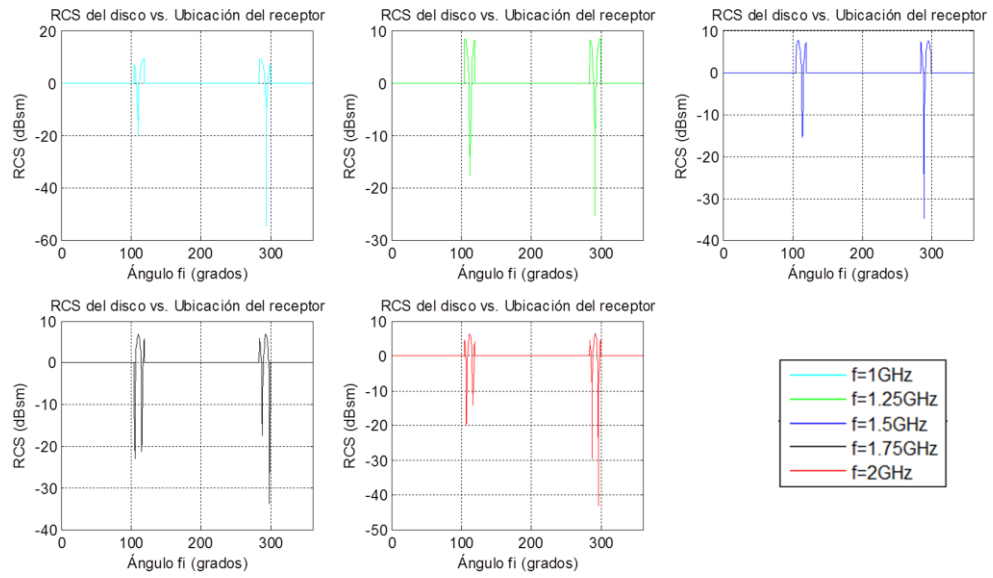 RCS del disco vs. Ubicación del receptor
20
0
-20
-40
-60
RCS (dBsm)
0 100 200 300
Ángulo fi (grados)
RCS del disco vs. Ubicación del receptor
10
0
-10
-20
-30
RCS (dBsm)
0 100 200 300
Ángulo fi (grados)
RCS del disco vs. Ubicación del receptor
10
0
-10
-20
-30
-40
RCS (dBsm)
0 100 200 300
Ángulo fi (grados)
RCS del disco vs. Ubicación del receptor
10
0
-10
-20
-30
-40
RCS (dBsm)
0 100 200 300
Ángulo fi (grados)
RCS del disco vs. Ubicación del receptor
10
0
-10
-20
-30
-40
-50
RCS (dBsm)
0 100 200 300
Ángulo fi (grados)
f=1GHz
f=1.25GHz
f=1.5GHz
f=1.75GHz
f=2GHz